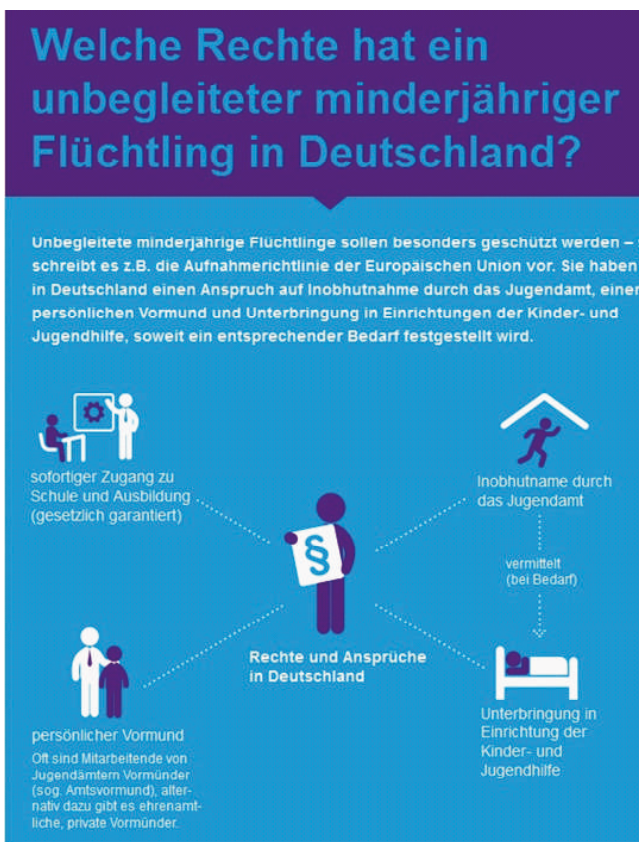 Welche Rechte hat ein
unbegleiteter minderjähriger
Flüchtling in Deutschland?
Unbegleitete minderjährige Flüchtlinge sollen besonders geschützt werden –
schreibt es z.B. die Aufnahmerichtlinie der Europäischen Union vor. Sie haben
in Deutschland einen Anspruch auf Inobhutnahme durch das Jugendamt, einen
persönlichen Vormund und Unterbringung in Einrichtungen der Kinder- und
Jugendhilfe, soweit ein entsprechender Bedarf festgestellt wird.
sofortiger Zugang zu
Schule und Ausbildung
(gesetzlich garantiert)
Inobhutname durch
das Jugendamt
§
vermittelt
(bei Bedarf)
Rechte und Ansprüche
in Deutschland
persönlicher Vormund
Oft sind Mitarbeitende von
Jugendämtern Vormünder
(sog. Amtsvormund), alter-
nativ dazu gibt es ehrenamt-
liche, private Vormünder.
Unterbringung in
Einrichtung der
Kinder- und
Jugendhilfe